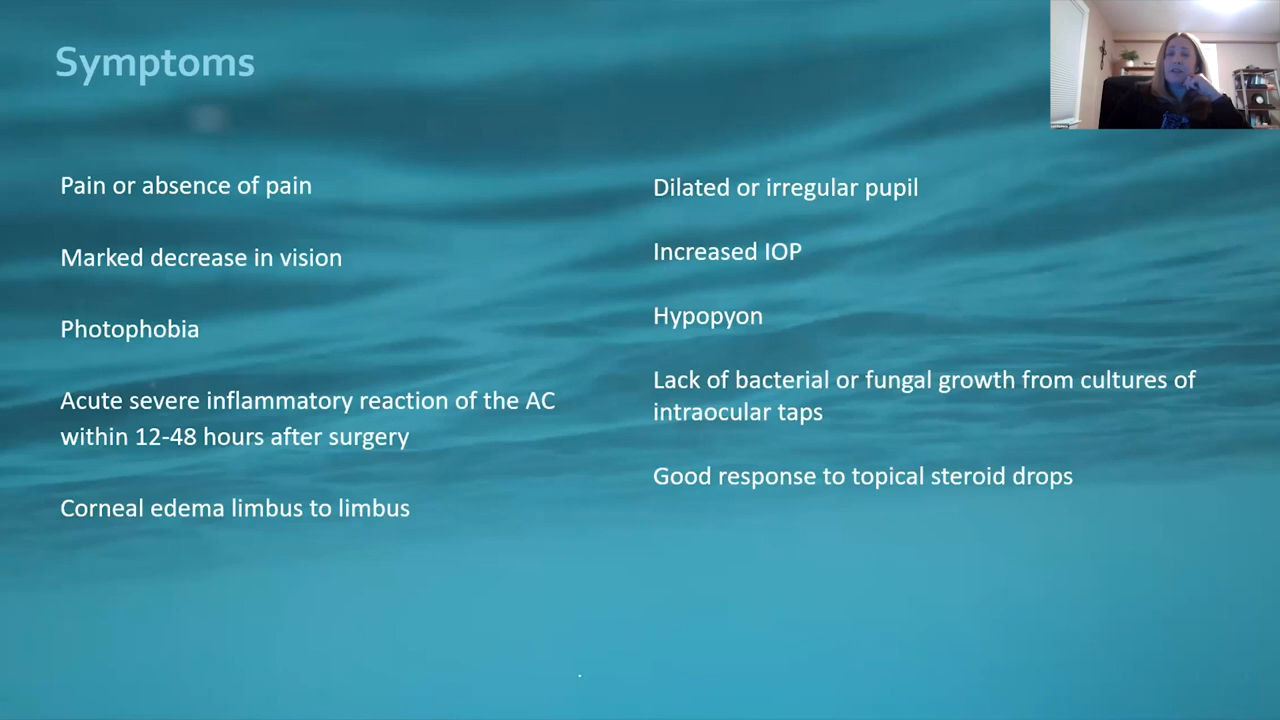 Symptoms
Pain or absence of pain
Marked decrease in vision
Photophobia
Acute severe inflammatory reaction of the AC
within 12-48 hours after surgery
Corneal edema limbus to limbus
Dilated or irregular pupil
Increased IOP
Hypopyon
Lack of bacterial or fungal growth from cultures of
intraocular taps
Good response to topical steroid drops